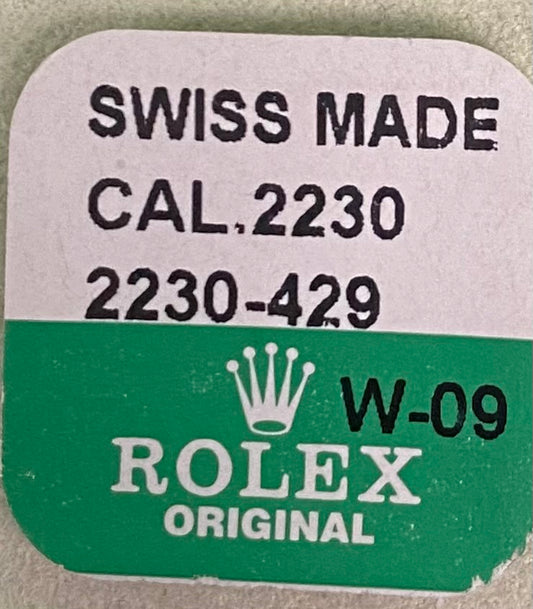 SWISS MADE
CAL.2230
2230-429
W-09
ROLEX
ORIGINAL